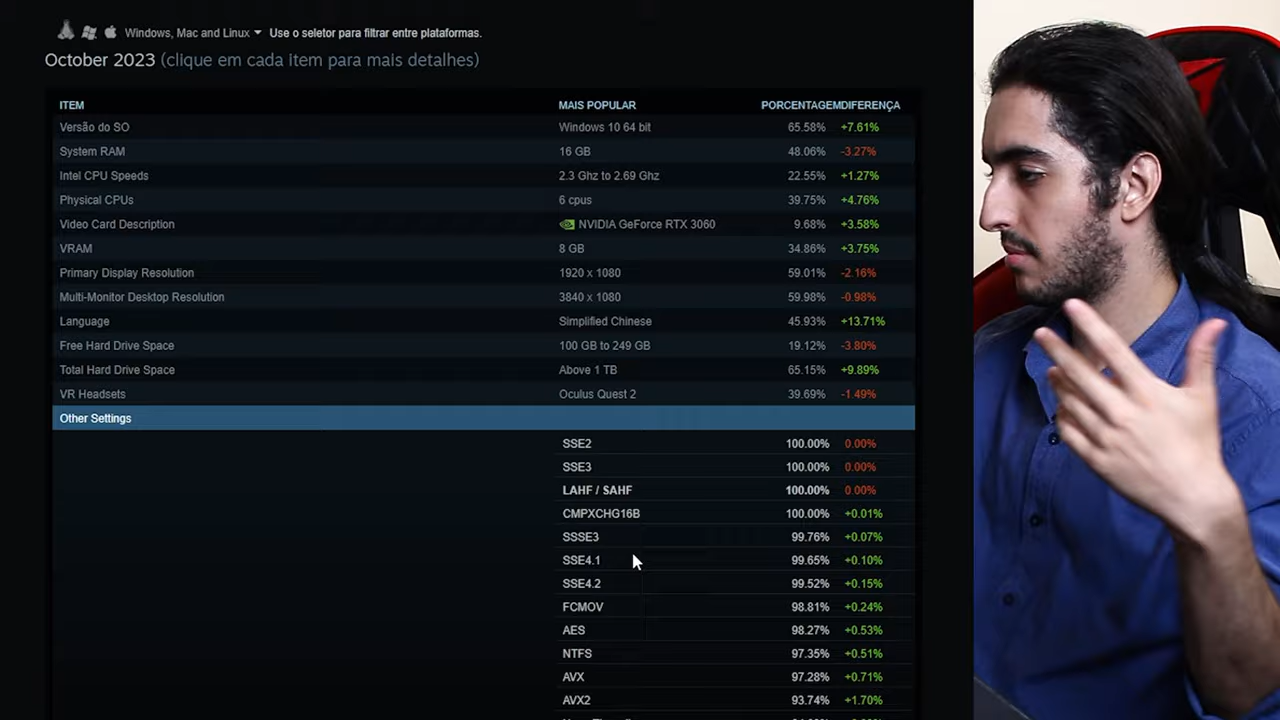 Windows, Mac and Linux Use o seletor para filtrar entre plataformas.
October 2023 (clique em cada item para mais detalhes)
ITEM MAIS POPULAR PORCENTAGEMDIFERENÇA
Versão do SO Windows 10 64 bit 65.58% +7.61%
System RAM 16 GB 48.06% -3.27%
Intel CPU Speeds 2.3 Ghz to 2.69 Ghz 22.55% +1.27%
Physical CPUs 6 cpus 39.75% +4.76%
Video Card Description NVIDIA GeForce RTX 3060 9.68% +3.58%
VRAM 8 GB 34.86% +3.75%
Primary Display Resolution 1920 x 1080 59.01% -2.16%
Multi-Monitor Desktop Resolution 3840 x 1080 59.98% -0.98%
Language Simplified Chinese 45.93% +13.71%
Free Hard Drive Space 100 GB to 249 GB 19.12% -3.80%
Total Hard Drive Space Above 1 TB 65.15% +9.89%
VR Headsets Oculus Quest 2 39.69% -1.49%
Other Settings
SSE2 100.00% 0.00%
SSE3 100.00% 0.00%
LAHF / SAHF 100.00% 0.00%
CMPXCHG16B 100.00% +0.01%
SSSE3 99.76% +0.07%
SSE4.1 99.65% +0.10%
SSE4.2 99.52% +0.15%
FCMOV 98.81% +0.24%
AES 98.27% +0.53%
NTFS 97.35% +0.51%
AVX 97.28% +0.71%
AVX2 93.74% +1.70%